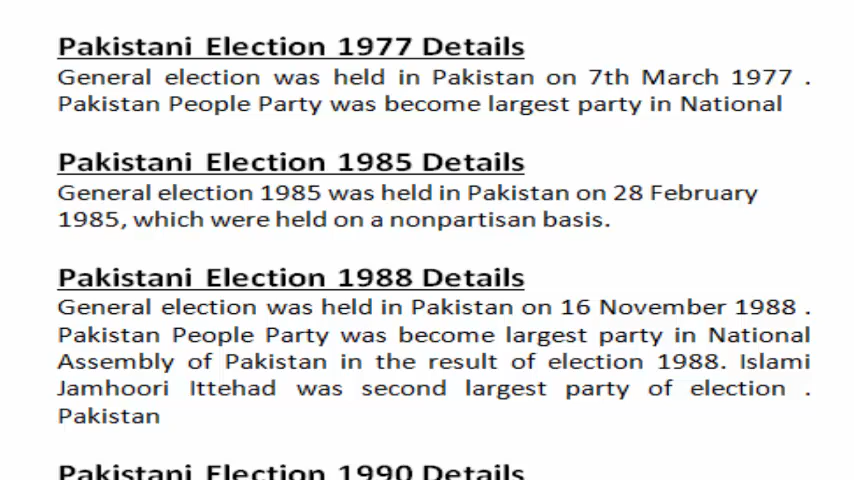 Pakistani Election 1977 Details
General election was held in Pakistan on 7th March 1977 .
Pakistan People Party was become largest party in National
Pakistani Election 1985 Details
General election 1985 was held in Pakistan on 28 February
1985, which were held on a nonpartisan basis.
Pakistani Election 1988 Details
General election was held in Pakistan on 16 November 1988 .
Pakistan People Party was become largest party in National
Assembly of Pakistan in the result of election 1988. Islami
Jamhoori Ittehad was second largest party of election .
Pakistan
Pakistani Election 1990 Details